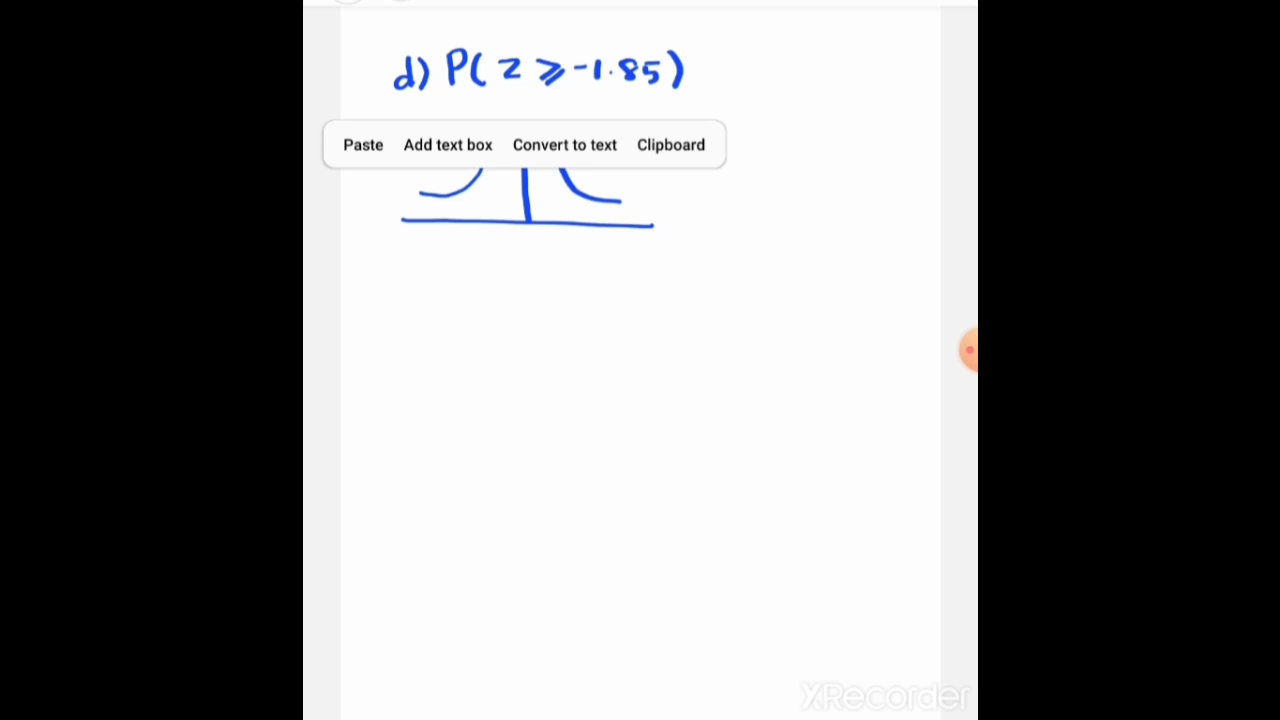 d) P( Z ⩾ -1.85)
Paste Add text box Convert to text Clipboard
XRecorder